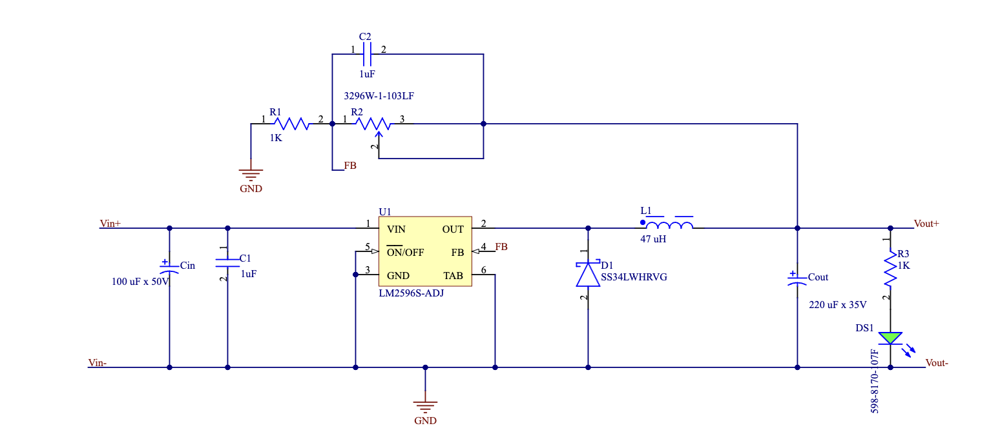 C2
1 2
1uF
3296W-1-103LF
R1 R2
1 2 1 3
1K
2
FB
GND
U1 L1
Vin+ 1 VIN OUT 2 Vout+
47 uH
5 ON/OFF FB 4 FB
3 GND TAB 6
LM2596S-ADJ
1
C1
1uF
2
Cin
100 uF x 50V
1
D1
SS34LWHRVG
2
Cout
220 uF x 35V
1
R3
1K
2
DS1
598-8170-107F
Vin- Vout-
GND